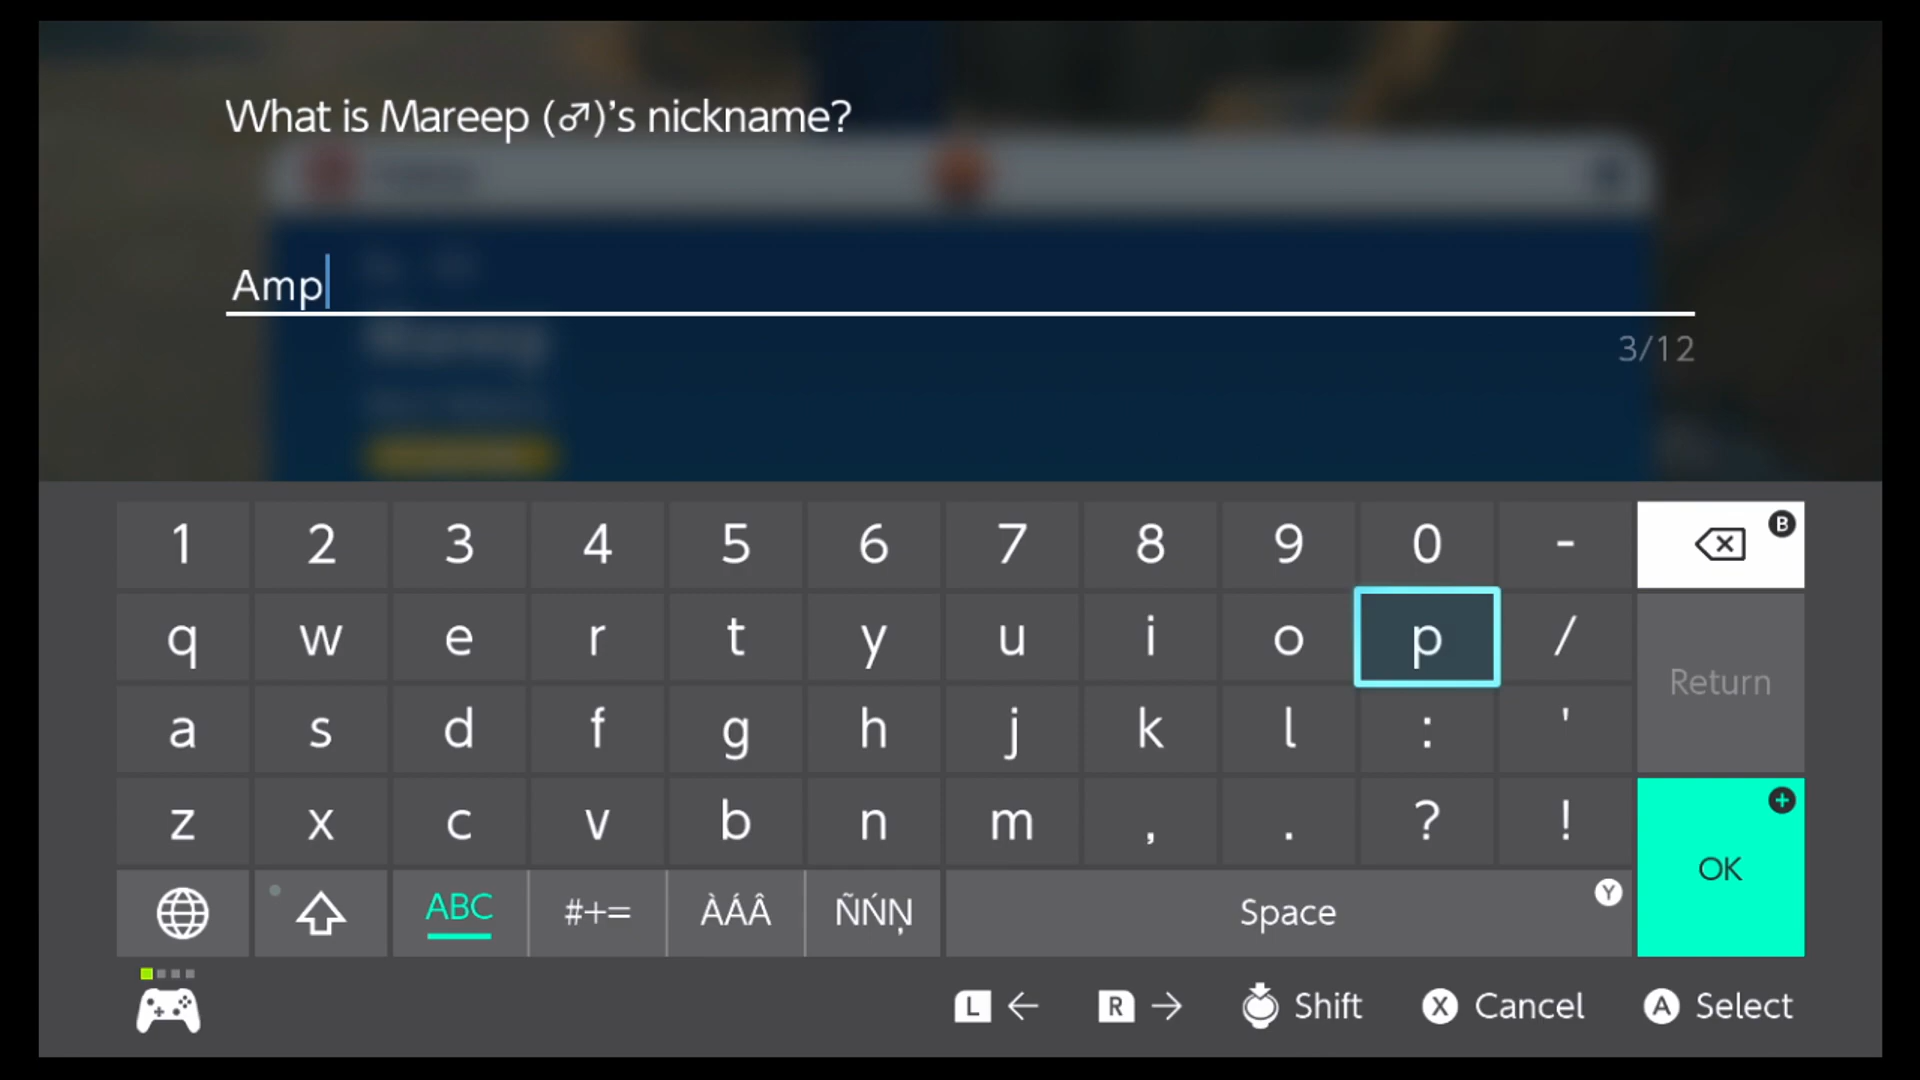 What is Mareep (♂)'s nickname?
Amp
3/12
1 2 3 4 5 6 7 8 9 0 -
B
q w e r t y u i o p /
Return
a s d f g h j k l : '
z x c v b n m , . ? !
+
OK
ABC #+= ÀÁÂ ÑŃŅ Space Y
L ← R → Shift X Cancel A Select